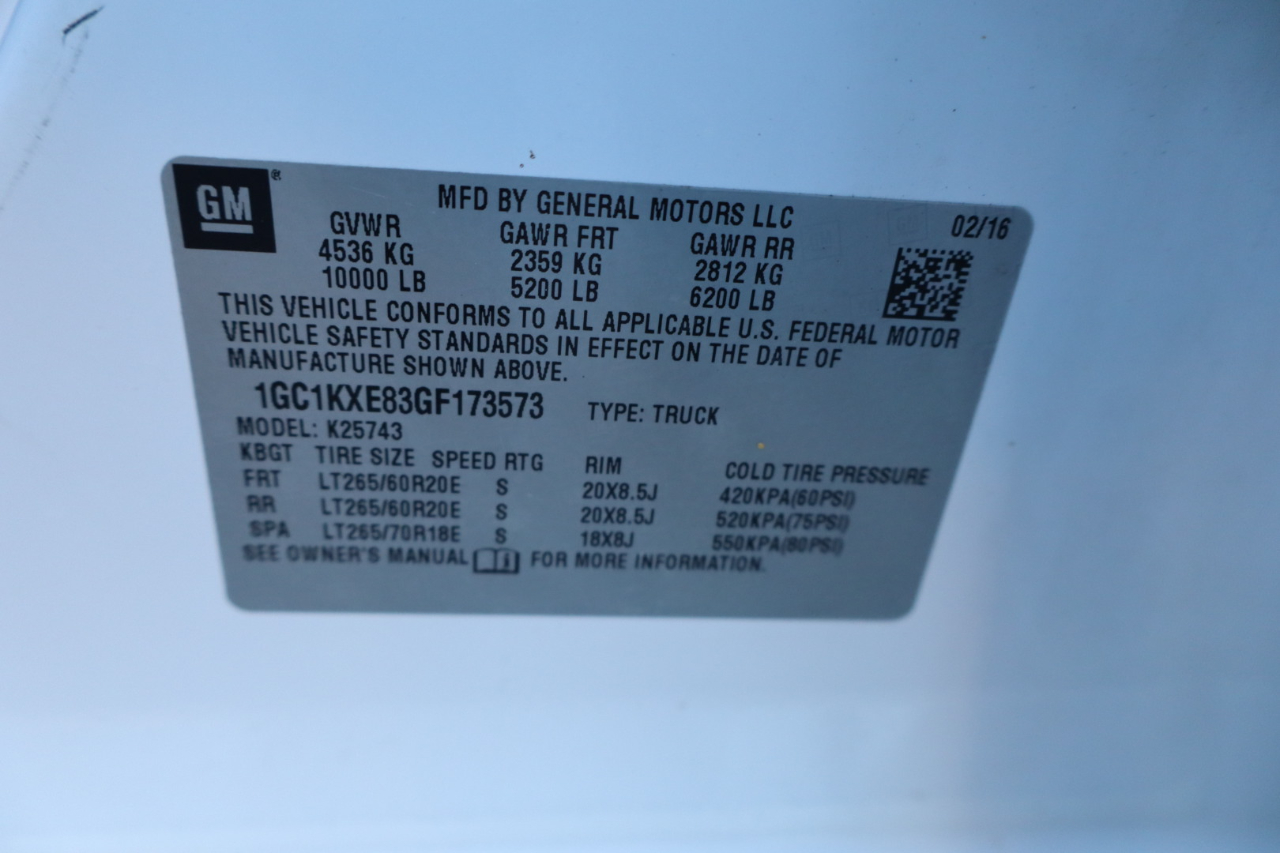 GM®
MFD BY GENERAL MOTORS LLC 02/16
GVWR GAWR FRT GAWR RR
4536 KG 2359 KG 2812 KG
10000 LB 5200 LB 6200 LB
THIS VEHICLE CONFORMS TO ALL APPLICABLE U.S. FEDERAL MOTOR
VEHICLE SAFETY STANDARDS IN EFFECT ON THE DATE OF
MANUFACTURE SHOWN ABOVE.
1GC1KXE83GF173573 TYPE: TRUCK
MODEL: K25743
KBGT TIRE SIZE SPEED RTG RIM COLD TIRE PRESSURE
FRT LT265/60R20E S 20X8.5J 420KPA(60PSI)
RR LT265/60R20E S 20X8.5J 520KPA(75PSI)
SPA LT265/70R18E S 18X8J 550KPA(80PSI)
SEE OWNER'S MANUAL FOR MORE INFORMATION.